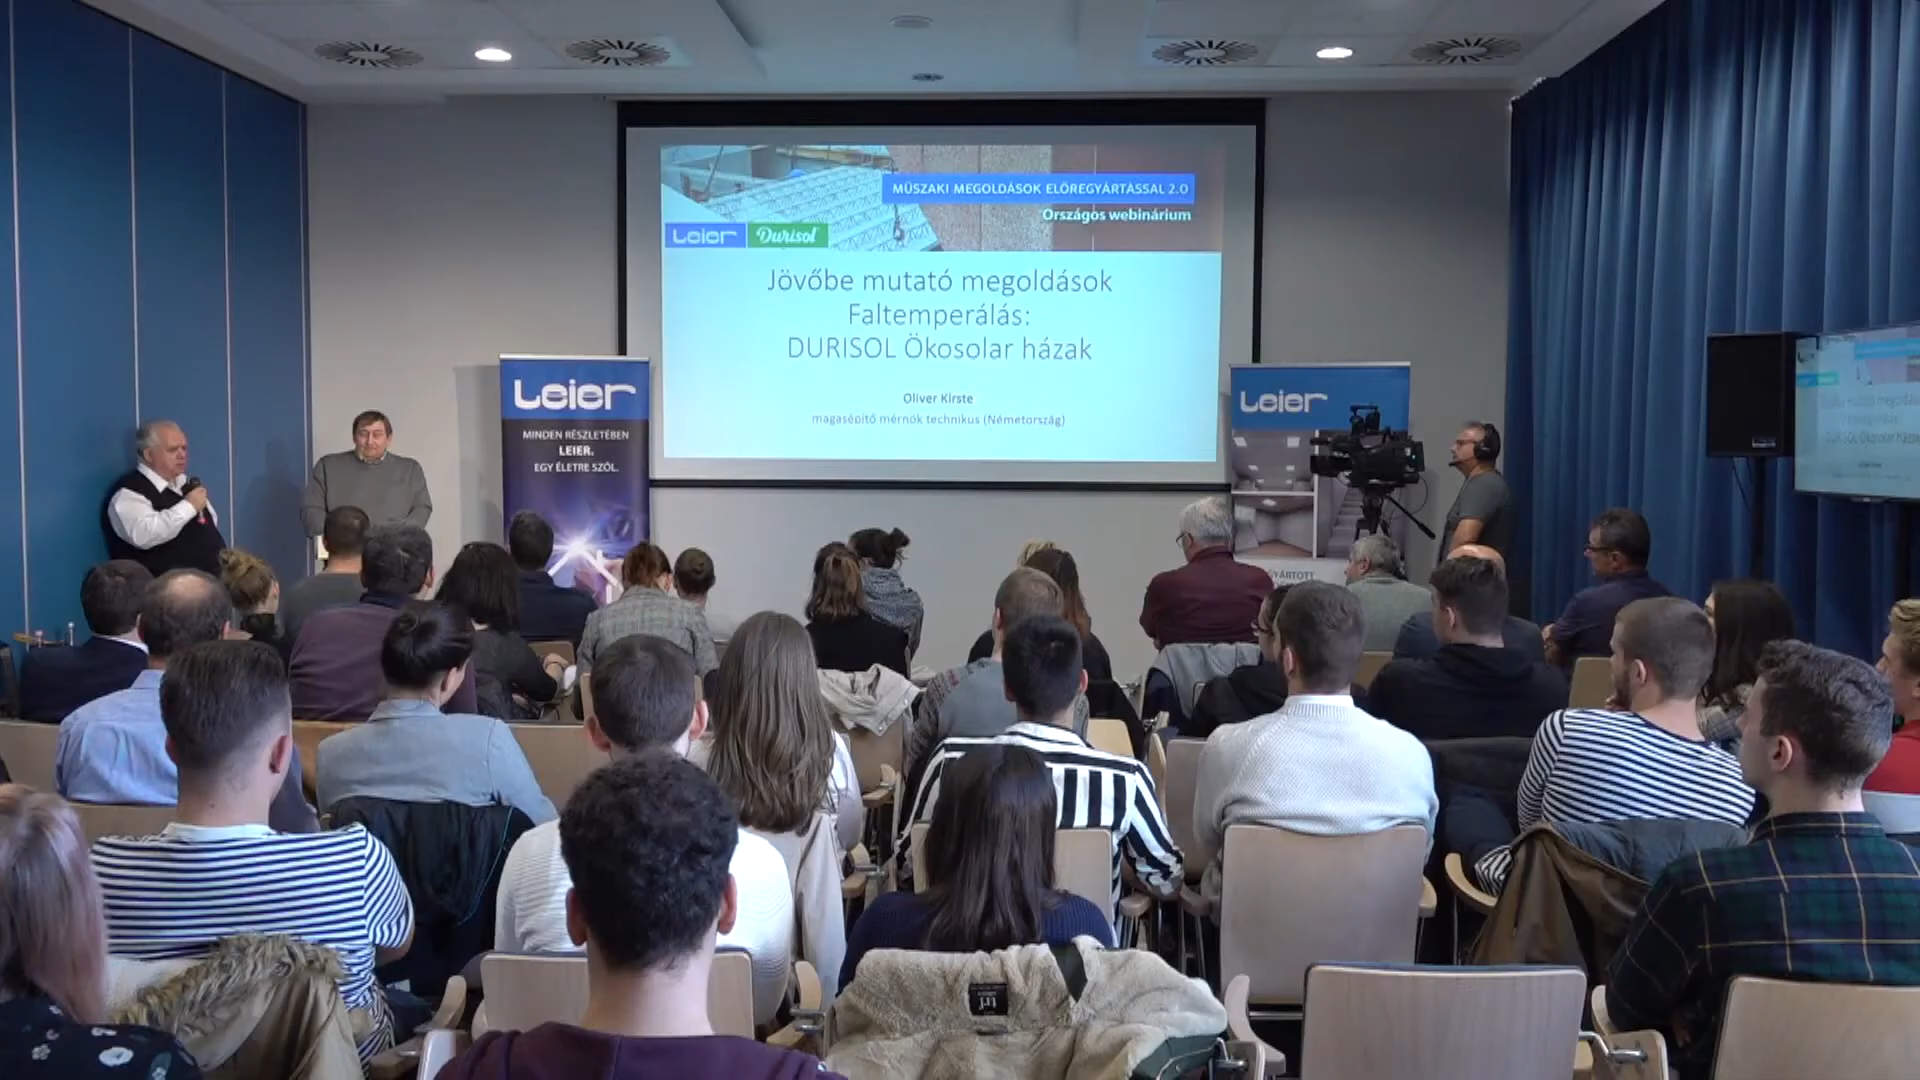 MŰSZAKI MEGOLDÁSOK ELŐREGYÁRTÁSSAL 2.0
Országos webinárium
Leier
Durisol
Jövőbe mutató megoldások
Faltemperálás:
DURISOL Ökosolar házak
Oliver Kirste
magasépítő mérnök technikus (Németország)
Leier
MINDEN RÉSZLETÉBEN
LEIER.
EGY ÉLETRE SZÓL.
Leier